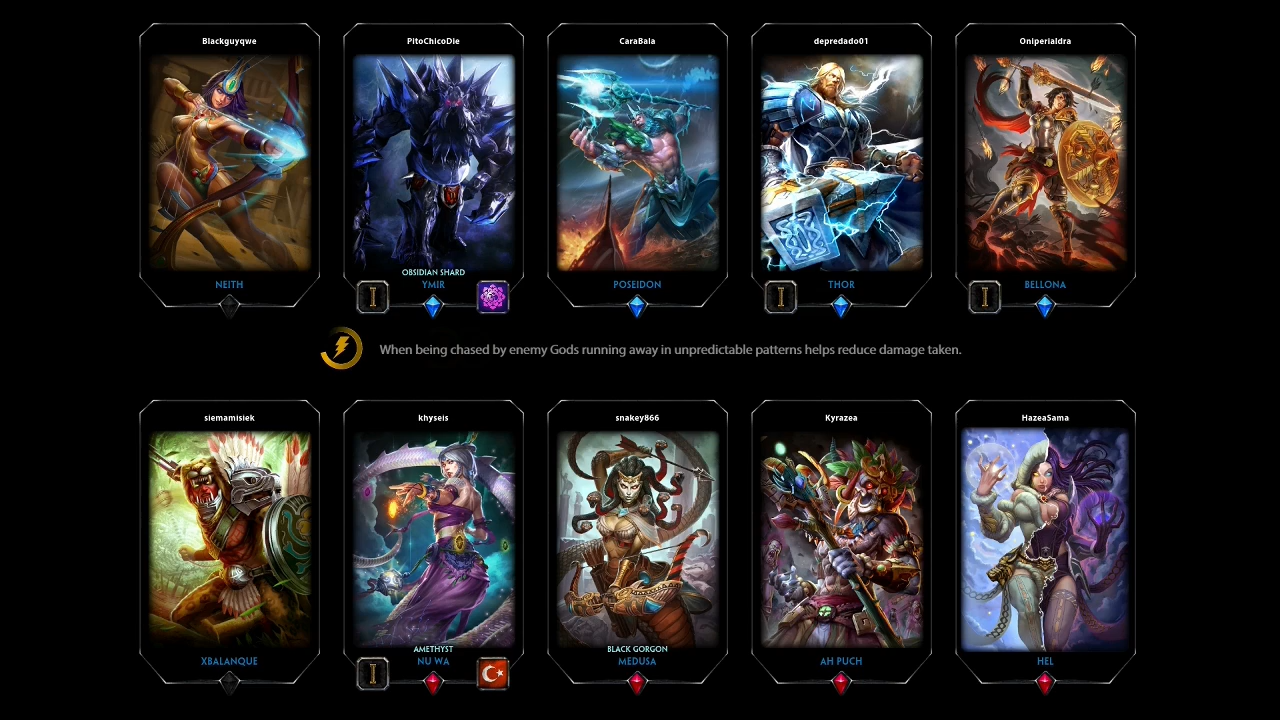 Blackguyqwe
PitoChicoDie
CaraBala
depredado01
Oniperialdra
NEITH
OBSIDIAN SHARD
YMIR
POSEIDON
THOR
BELLONA
I
I
I
When being chased by enemy Gods running away in unpredictable patterns helps reduce damage taken.
siemamisiek
khyseis
snakey866
Kyrazea
HazeaSama
XBALANQUE
AMETHYST
NU WA
BLACK GORGON
MEDUSA
AH PUCH
HEL
I